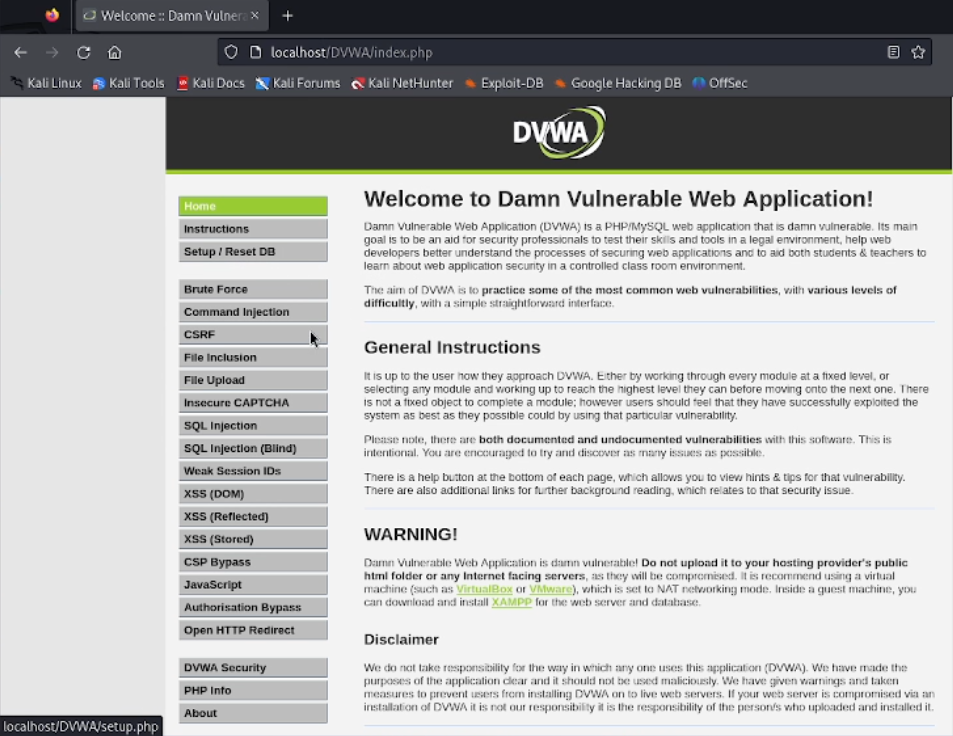 Welcome :: Damn Vulnera
localhost/DVWA/index.php
Kali Linux Kali Tools Kali Docs Kali Forums Kali NetHunter Exploit-DB Google Hacking DB OffSec
DVWA
Home
Instructions
Setup / Reset DB
Brute Force
Command Injection
CSRF
File Inclusion
File Upload
Insecure CAPTCHA
SQL Injection
SQL Injection (Blind)
Weak Session IDs
XSS (DOM)
XSS (Reflected)
XSS (Stored)
CSP Bypass
JavaScript
Authorisation Bypass
Open HTTP Redirect
DVWA Security
PHP Info
About
Welcome to Damn Vulnerable Web Application!
Damn Vulnerable Web Application (DVWA) is a PHP/MySQL web application that is damn vulnerable. Its main
goal is to be an aid for security professionals to test their skills and tools in a legal environment, help web
developers better understand the processes of securing web applications and to aid both students & teachers to
learn about web application security in a controlled class room environment.
The aim of DVWA is to practice some of the most common web vulnerabilities, with various levels of
difficultly, with a simple straightforward interface.
General Instructions
It is up to the user how they approach DVWA. Either by working through every module at a fixed level, or
selecting any module and working up to reach the highest level they can before moving onto the next one. There
is not a fixed object to complete a module; however users should feel that they have successfully exploited the
system as best as they possible could by using that particular vulnerability.
Please note, there are both documented and undocumented vulnerabilities with this software. This is
intentional. You are encouraged to try and discover as many issues as possible.
There is a help button at the bottom of each page, which allows you to view hints & tips for that vulnerability.
There are also additional links for further background reading, which relates to that security issue.
WARNING!
Damn Vulnerable Web Application is damn vulnerable! Do not upload it to your hosting provider's public
html folder or any Internet facing servers, as they will be compromised. It is recommend using a virtual
machine (such as VirtualBox or VMware), which is set to NAT networking mode. Inside a guest machine, you
can download and install XAMPP for the web server and database.
Disclaimer
We do not take responsibility for the way in which any one uses this application (DVWA). We have made the
purposes of the application clear and it should not be used maliciously. We have given warnings and taken
measures to prevent users from installing DVWA on to live web servers. If your web server is compromised via an
installation of DVWA it is not our responsibility it is the responsibility of the person/s who uploaded and installed it.
localhost/DVWA/setup.php